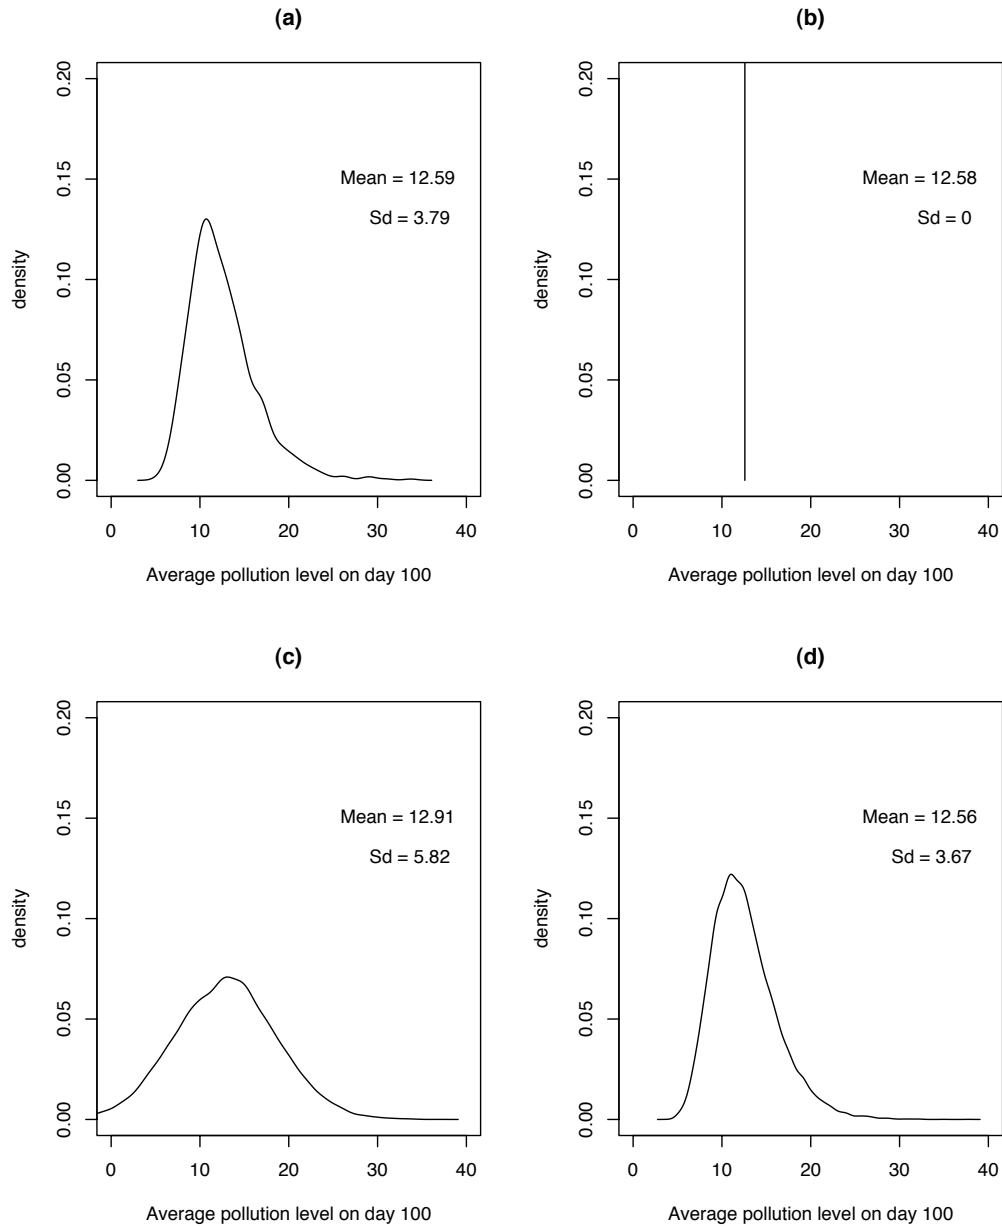 (a)
0.20
0.15
0.10
0.05
0.00
density
Mean = 12.59
Sd = 3.79
0 10 20 30 40
Average pollution level on day 100
(b)
0.20
0.15
0.10
0.05
0.00
density
Mean = 12.58
Sd = 0
0 10 20 30 40
Average pollution level on day 100
(c)
0.20
0.15
0.10
0.05
0.00
density
Mean = 12.91
Sd = 5.82
0 10 20 30 40
Average pollution level on day 100
(d)
0.20
0.15
0.10
0.05
0.00
density
Mean = 12.56
Sd = 3.67
0 10 20 30 40
Average pollution level on day 100